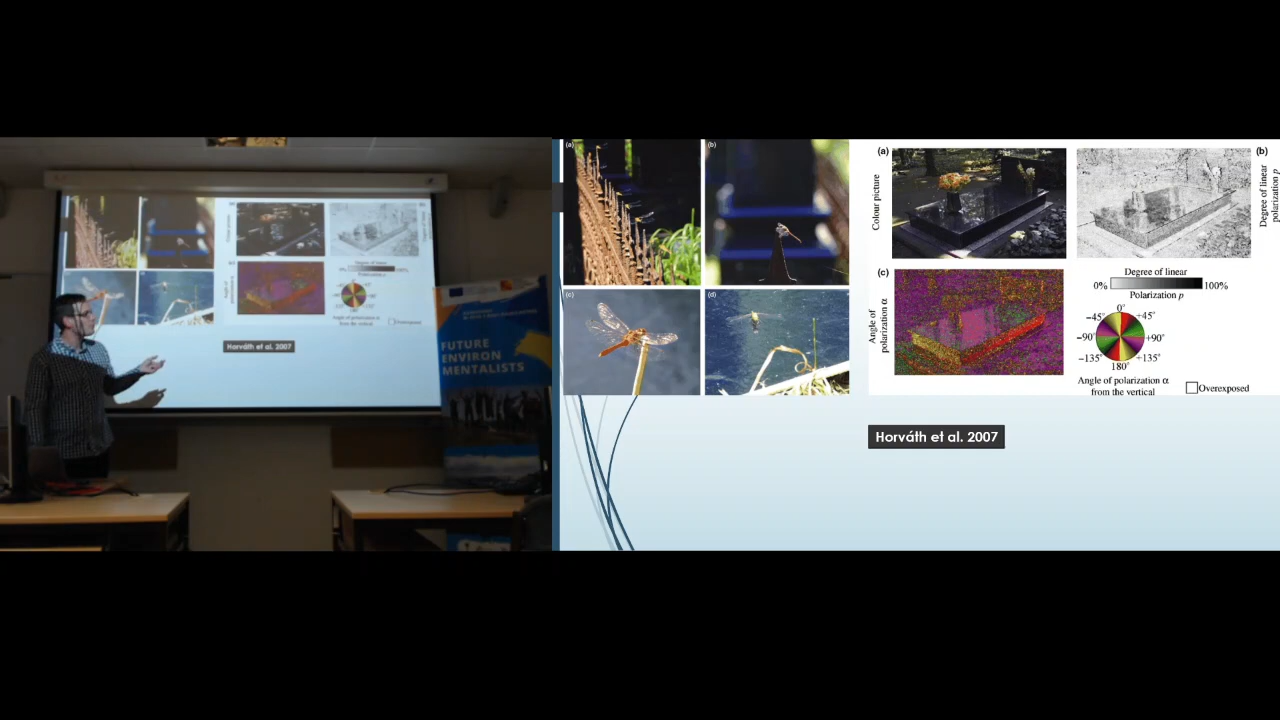 Horváth et al. 2007
FUTURE
ENVIRON
MENTALISTS
(a)
(b)
(c)
(d)
(a)
Colour picture
(b)
Degree of linear
polarization p
(c)
Angle of
polarization α
Degree of linear
0%
100%
Polarization p
0°
−45°
+45°
−90°
+90°
−135°
+135°
180°
Angle of polarization α
from the vertical
Overexposed
Horváth et al. 2007